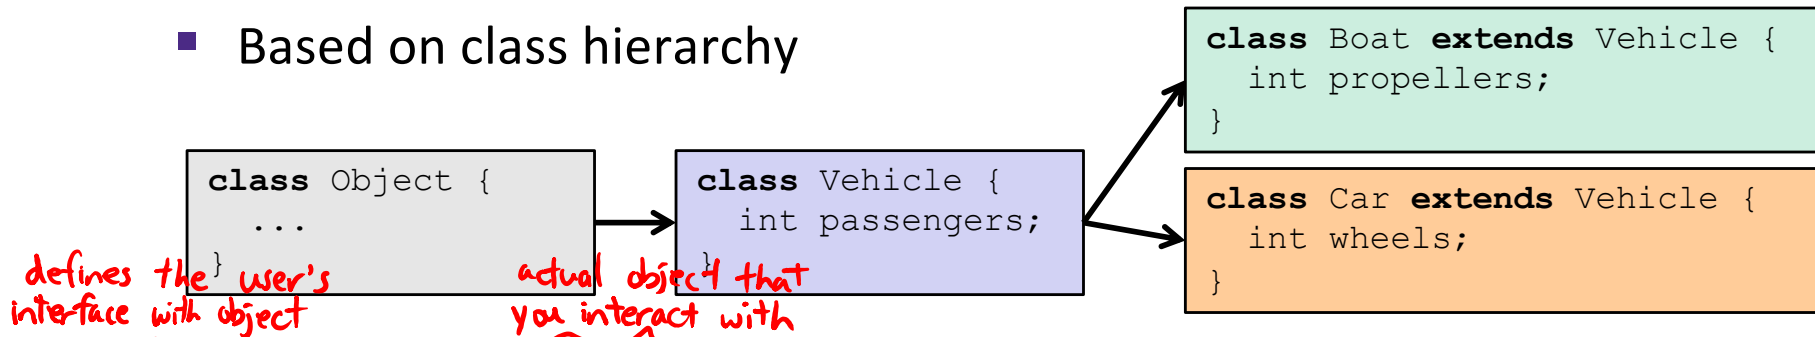 ▪ Based on class hierarchy
class Object {
...
}
class Vehicle {
int passengers;
}
class Boat extends Vehicle {
int propellers;
}
class Car extends Vehicle {
int wheels;
}
defines the user's
interface with object
actual object that
you interact with